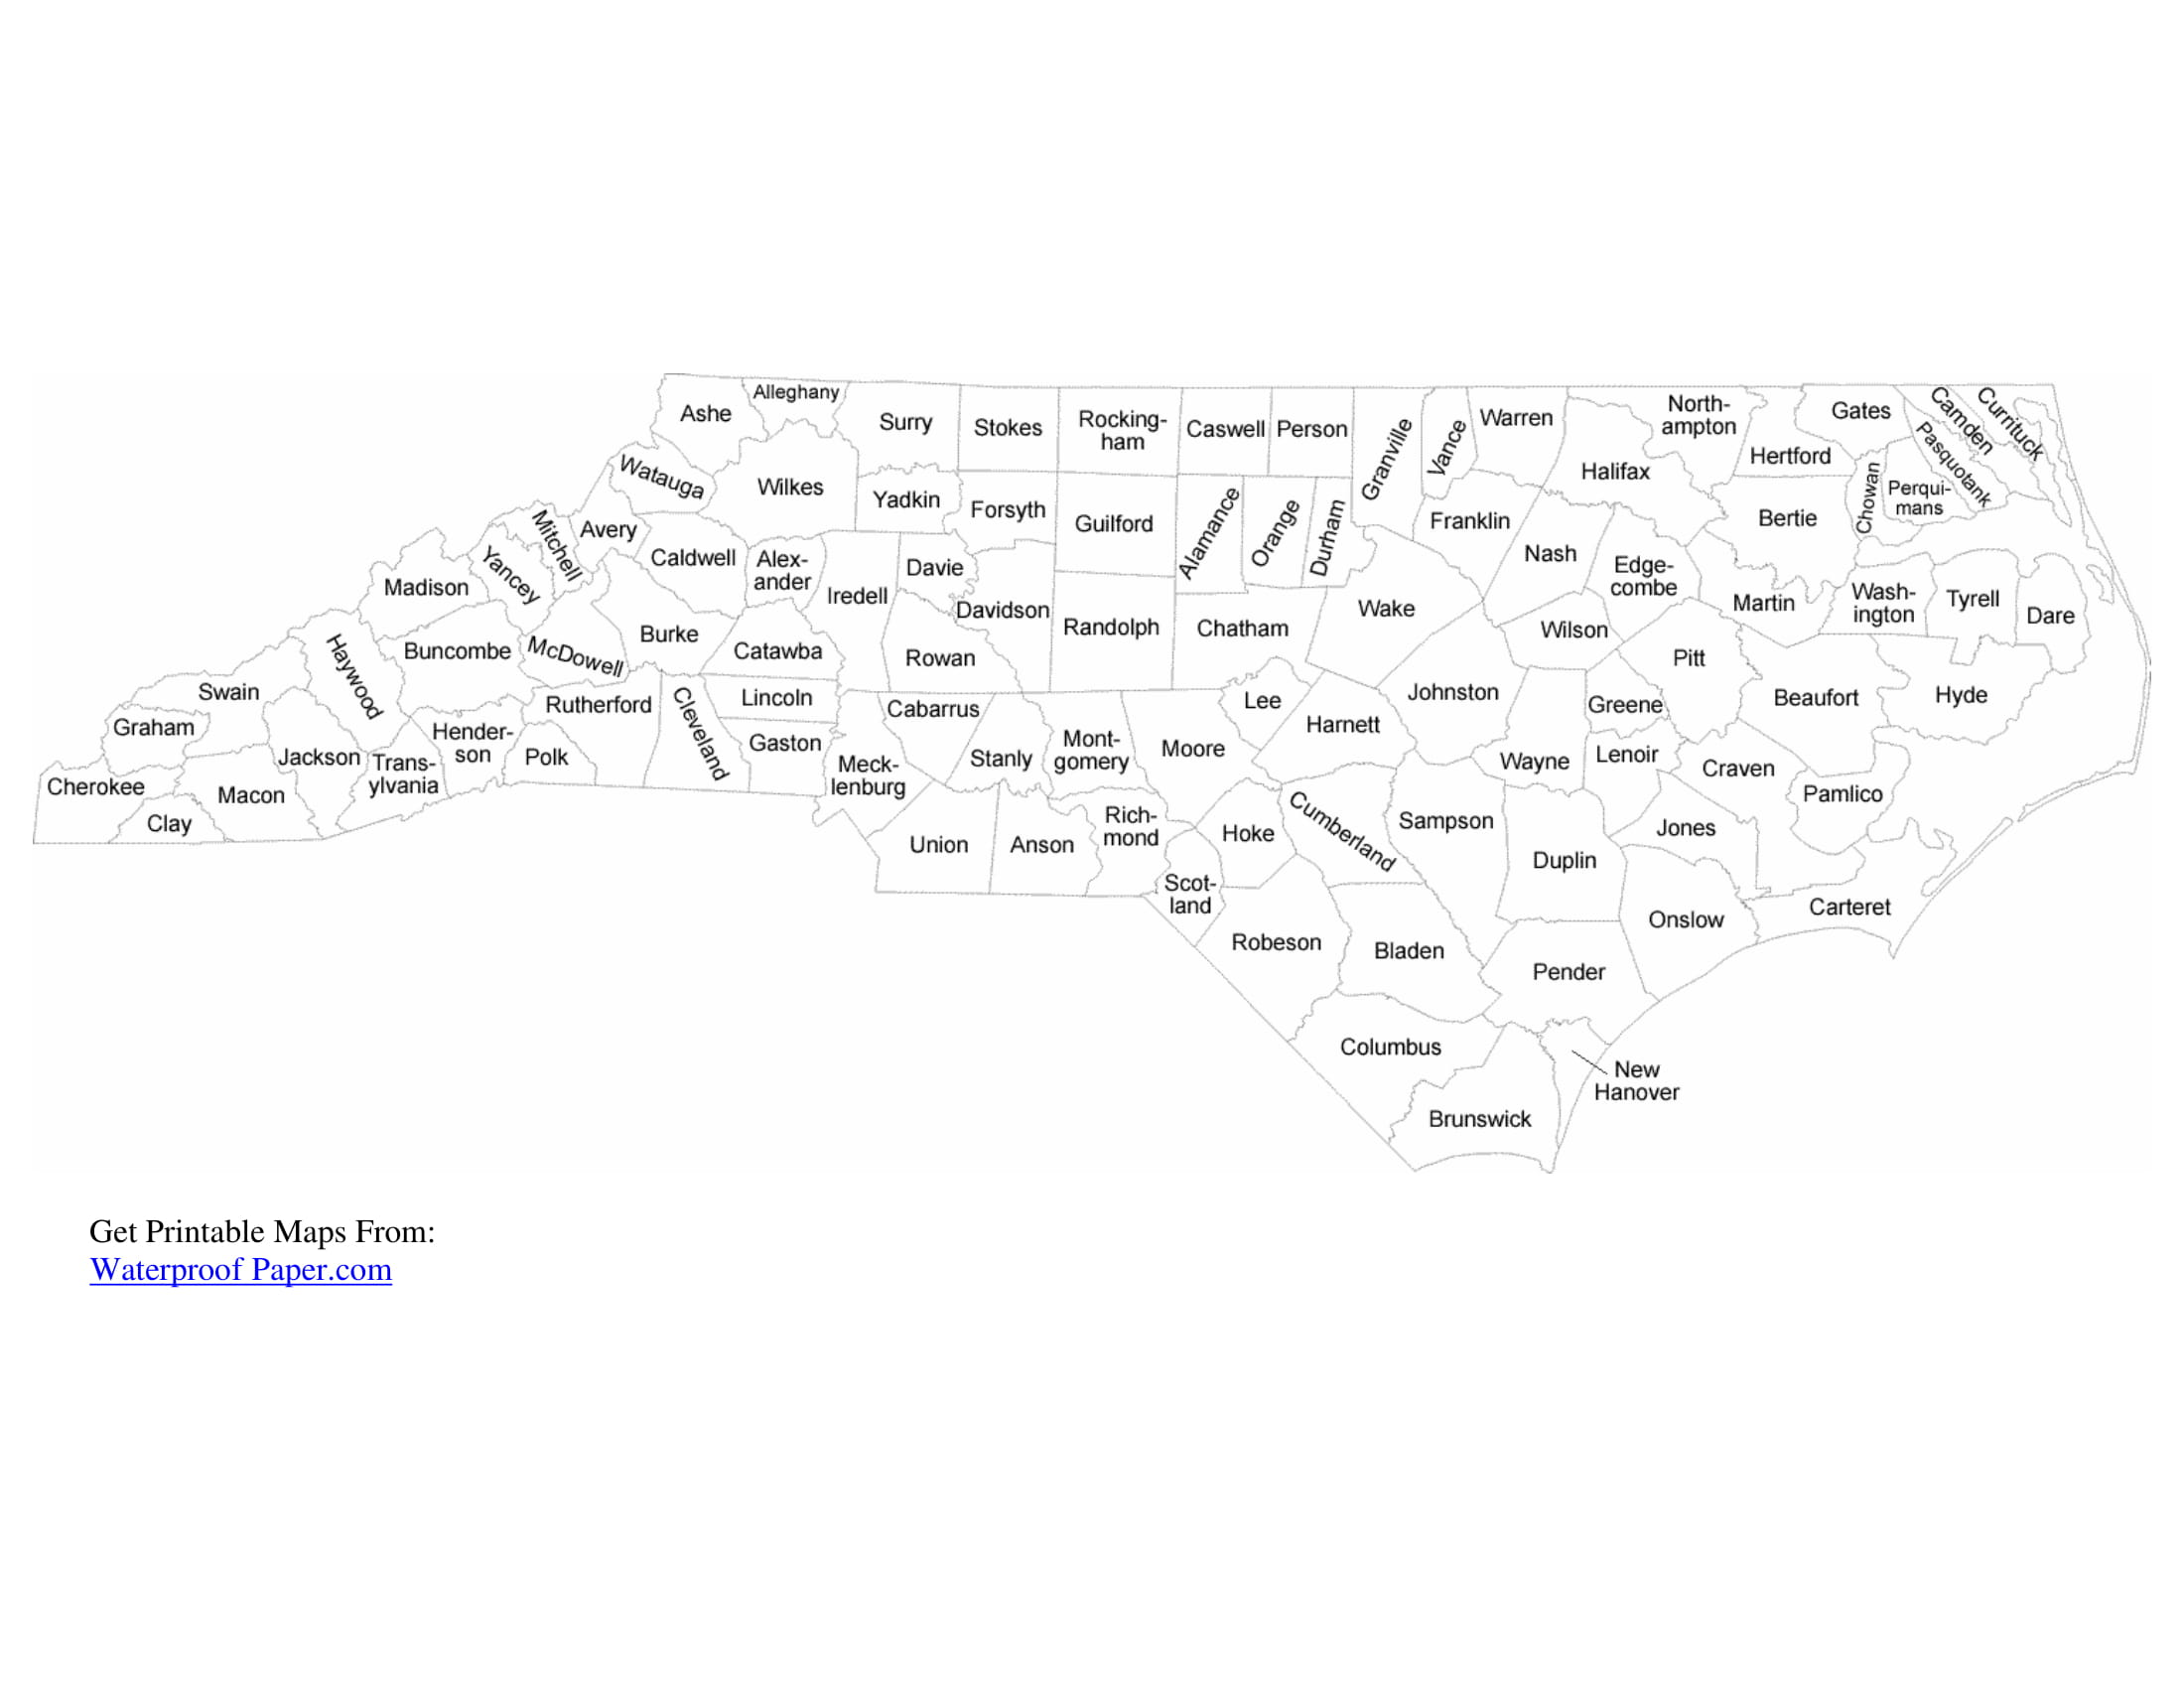 Alleghany
Ashe
Surry
Stokes
Rocking-
ham
Caswell
Person
Granville
Vance
Warren
North-
ampton
Gates
Camden
Currituck
Pasquotank
Hertford
Halifax
Watauga
Wilkes
Yadkin
Forsyth
Guilford
Alamance
Orange
Durham
Franklin
Bertie
Chowan
Perqui-
mans
Mitchell
Avery
Caldwell
Alex-
ander
Davie
Iredell
Davidson
Nash
Edge-
combe
Madison
Yancey
Randolph
Chatham
Wake
Wilson
Martin
Wash-
ington
Tyrell
Dare
Haywood
Buncombe
McDowell
Burke
Catawba
Rowan
Pitt
Swain
Rutherford
Cleveland
Lincoln
Cabarrus
Lee
Johnston
Greene
Beaufort
Hyde
Graham
Jackson
Trans-
ylvania
Hender-
son
Polk
Gaston
Meck-
lenburg
Stanly
Mont-
gomery
Moore
Harnett
Wayne
Lenoir
Craven
Pamlico
Cherokee
Macon
Clay
Union
Anson
Rich-
mond
Hoke
Cumberland
Sampson
Duplin
Jones
Scot-
land
Robeson
Bladen
Onslow
Carteret
Pender
Columbus
New
Hanover
Brunswick
Get Printable Maps From:
Waterproof Paper.com